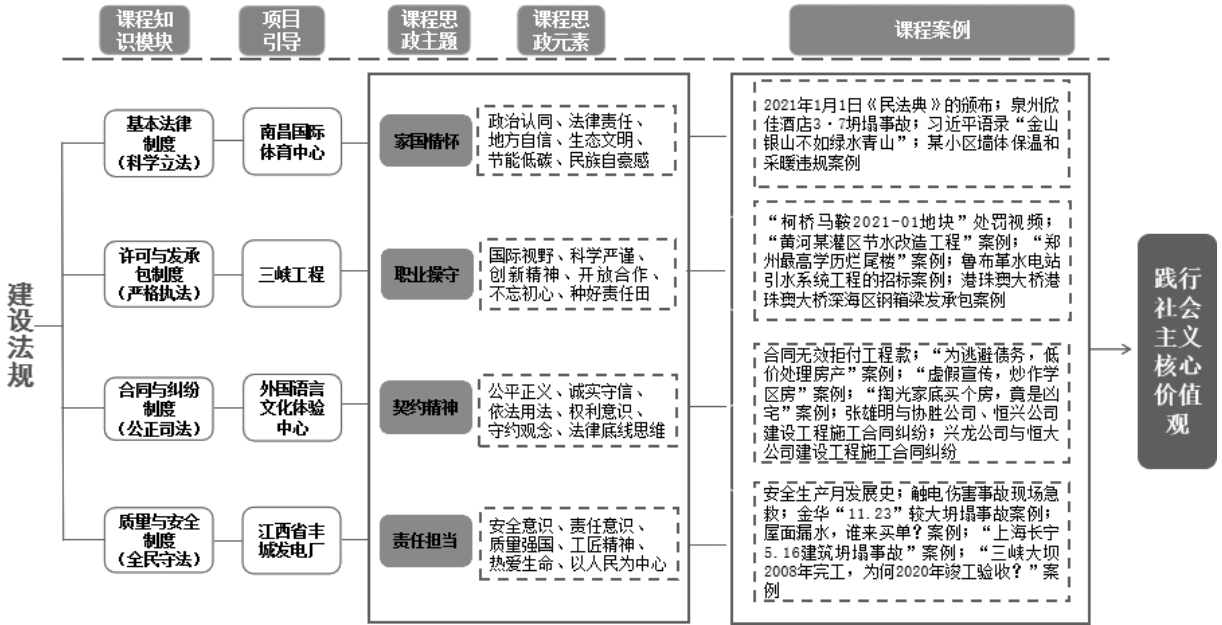 课程知
识模块
项目
引导
课程思
政主题
课程思
政元素
课程案例
建设法规
基本法律
制度
(科学立法)
南昌国际
体育中心
家国情怀
政治认同、法律责任、
地方自信、生态文明、
节能低碳、民族自豪感
2021年1月1日《民法典》的颁布；泉州欣
佳酒店3·7坍塌事故；习近平语录“金山
银山不如绿水青山”；某小区墙体保温和
采暖违规案例
许可与发承
包制度
(严格执法)
三峡工程
职业操守
国际视野、科学严谨、
创新精神、开放合作、
不忘初心、种好责任田
“柯桥马鞍2021-01地块”处罚视频；
“黄河某灌区节水改造工程”案例；“郑
州最高学历烂尾楼”案例；鲁布革水电站
引水系统工程的招标案例；港珠澳大桥港
珠澳大桥深海区钢箱梁发承包案例
合同与纠纷
制度
(公正司法)
外国语言
文化体验
中心
契约精神
公平正义、诚实守信、
依法用法、权利意识、
守约观念、法律底线思维
合同无效拒付工程款；“为逃避债务，低
价处理房产”案例；“虚假宣传，炒作学
区房”案例；“掏光家底买个房，竟是凶
宅”案例；张雄明与协胜公司、恒兴公司
建设工程施工合同纠纷；兴龙公司与恒大
公司建设工程施工合同纠纷
质量与安全
制度
(全民守法)
江西省丰
城发电厂
责任担当
安全意识、责任意识、
质量强国、工匠精神、
热爱生命、以人民为中心
安全生产月发展史；触电伤害事故现场急
救；金华“11.23”较大坍塌事故案例；
屋面漏水，谁来买单？案例；“上海长宁
5.16建筑坍塌事故”案例；“三峡大坝
2008年完工，为何2020年竣工验收？”案
例
践行
社会
主义
核心
价值
观